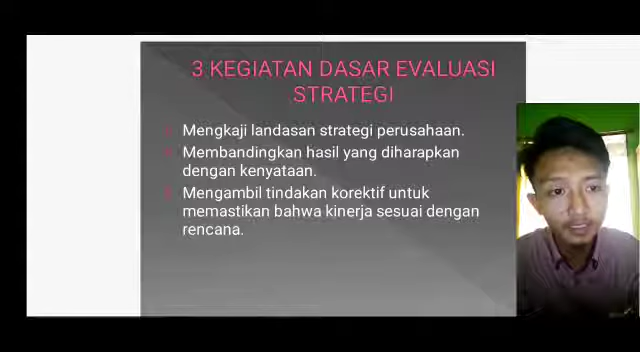 3 KEGIATAN DASAR EVALUASI
STRATEGI
Mengkaji landasan strategi perusahaan.
Membandingkan hasil yang diharapkan
dengan kenyataan.
Mengambil tindakan korektif untuk
memastikan bahwa kinerja sesuai dengan
rencana.